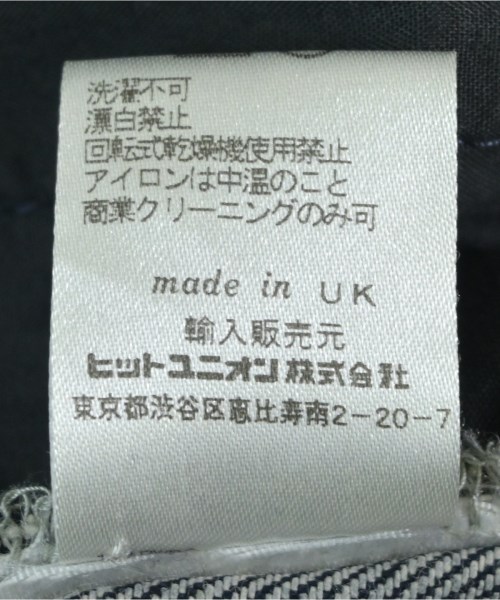 洗濯不可
漂白禁止
回転式乾燥機使用禁止
アイロンは中温のこと
商業クリーニングのみ可
made in UK
輸入販売元
ヒットユニオン株式会社
東京都渋谷区恵比寿南2-20-7